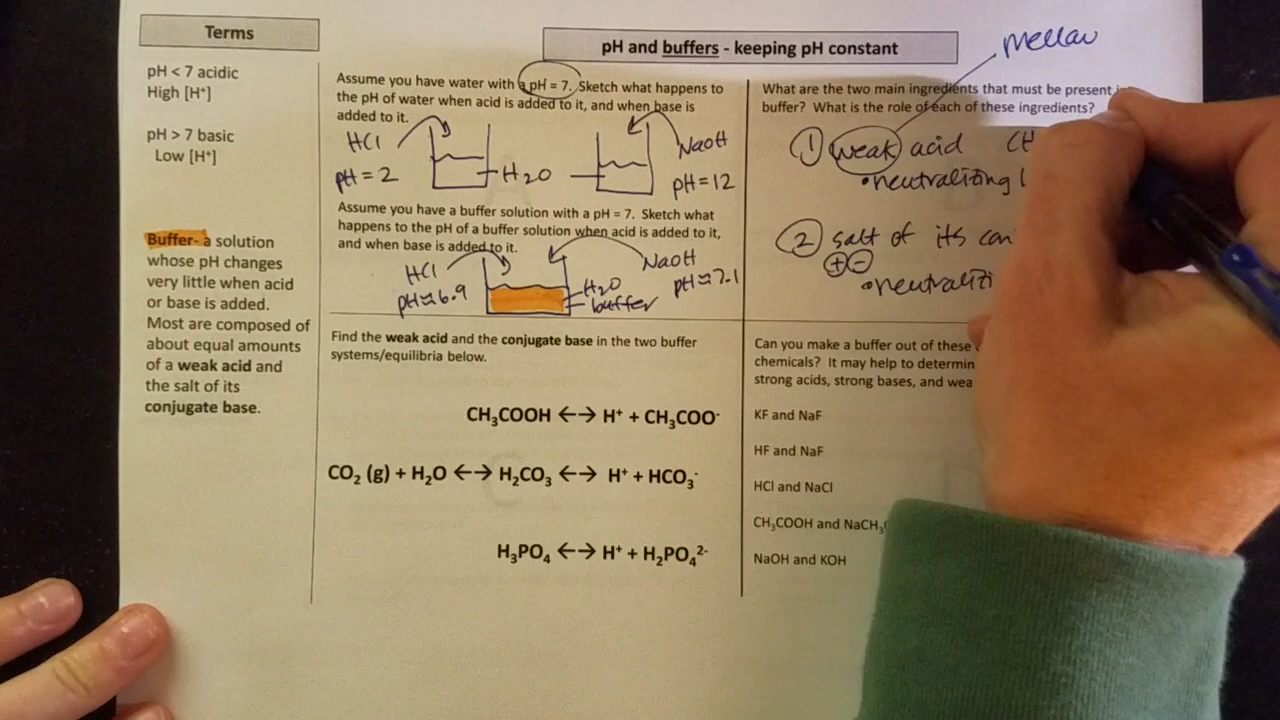 Terms
pH and buffers - keeping pH constant
pH < 7 acidic
High [H⁺]
pH > 7 basic
Low [H⁺]
Buffer- a solution
whose pH changes
very little when acid
or base is added.
Most are composed of
about equal amounts
of a weak acid and
the salt of its
conjugate base.
Assume you have water with a pH = 7. Sketch what happens to
the pH of water when acid is added to it, and when base is
added to it.
HCl
pH = 2
H2O
NaOH
pH = 12
Assume you have a buffer solution with a pH = 7. Sketch what
happens to the pH of a buffer solution when acid is added to it,
and when base is added to it.
HCl
pH ≈ 6.9
H2O
buffer
NaOH
pH ≈ 7.1
mellow
What are the two main ingredients that must be present
buffer? What is the role of each of these ingredients?
① weak acid
•neutralizing
② salt of its
⊕⊖
Find the weak acid and the conjugate base in the two buffer
systems/equilibria below.
CH₃COOH ⟷ H⁺ + CH₃COO⁻
CO₂ (g) + H₂O ⟷ H₂CO₃ ⟷ H⁺ + HCO₃⁻
H₃PO₄ ⟷ H⁺ + H₂PO₄²⁻
Can you make a buffer out of these
chemicals? It may help to
strong acids, strong bases, and
KF and NaF
HF and NaF
HCl and NaCl
CH₃COOH and
NaOH and KOH